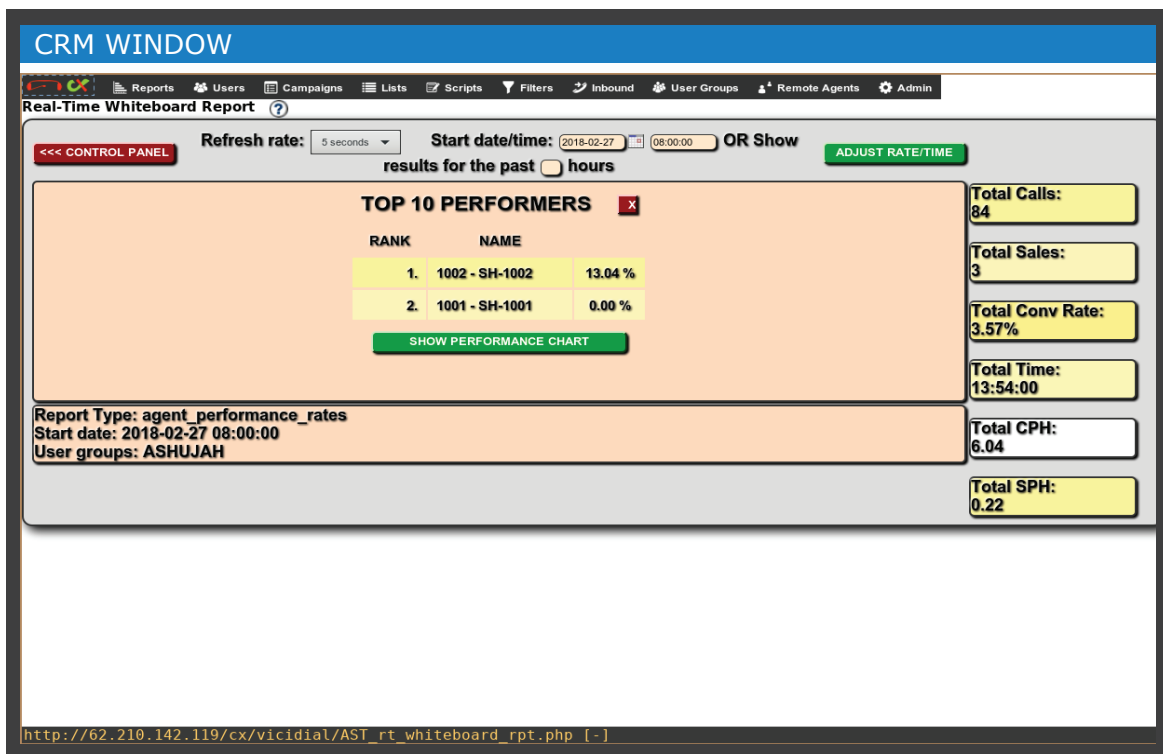 CRM WINDOW
Reports Users Campaigns Lists Scripts Filters Inbound User Groups Remote Agents Admin
Real-Time Whiteboard Report ?
<<< CONTROL PANEL
Refresh rate: 5 seconds Start date/time: 2018-02-27 08:00:00 OR Show
results for the past hours
ADJUST RATE/TIME
TOP 10 PERFORMERS X
RANK NAME
1. 1002 - SH-1002 13.04 %
2. 1001 - SH-1001 0.00 %
SHOW PERFORMANCE CHART
Report Type: agent_performance_rates
Start date: 2018-02-27 08:00:00
User groups: ASHUJAH
Total Calls:
84
Total Sales:
3
Total Conv Rate:
3.57%
Total Time:
13:54:00
Total CPH:
6.04
Total SPH:
0.22
http://62.210.142.119/cx/vicidial/AST_rt_whiteboard_rpt.php [-]